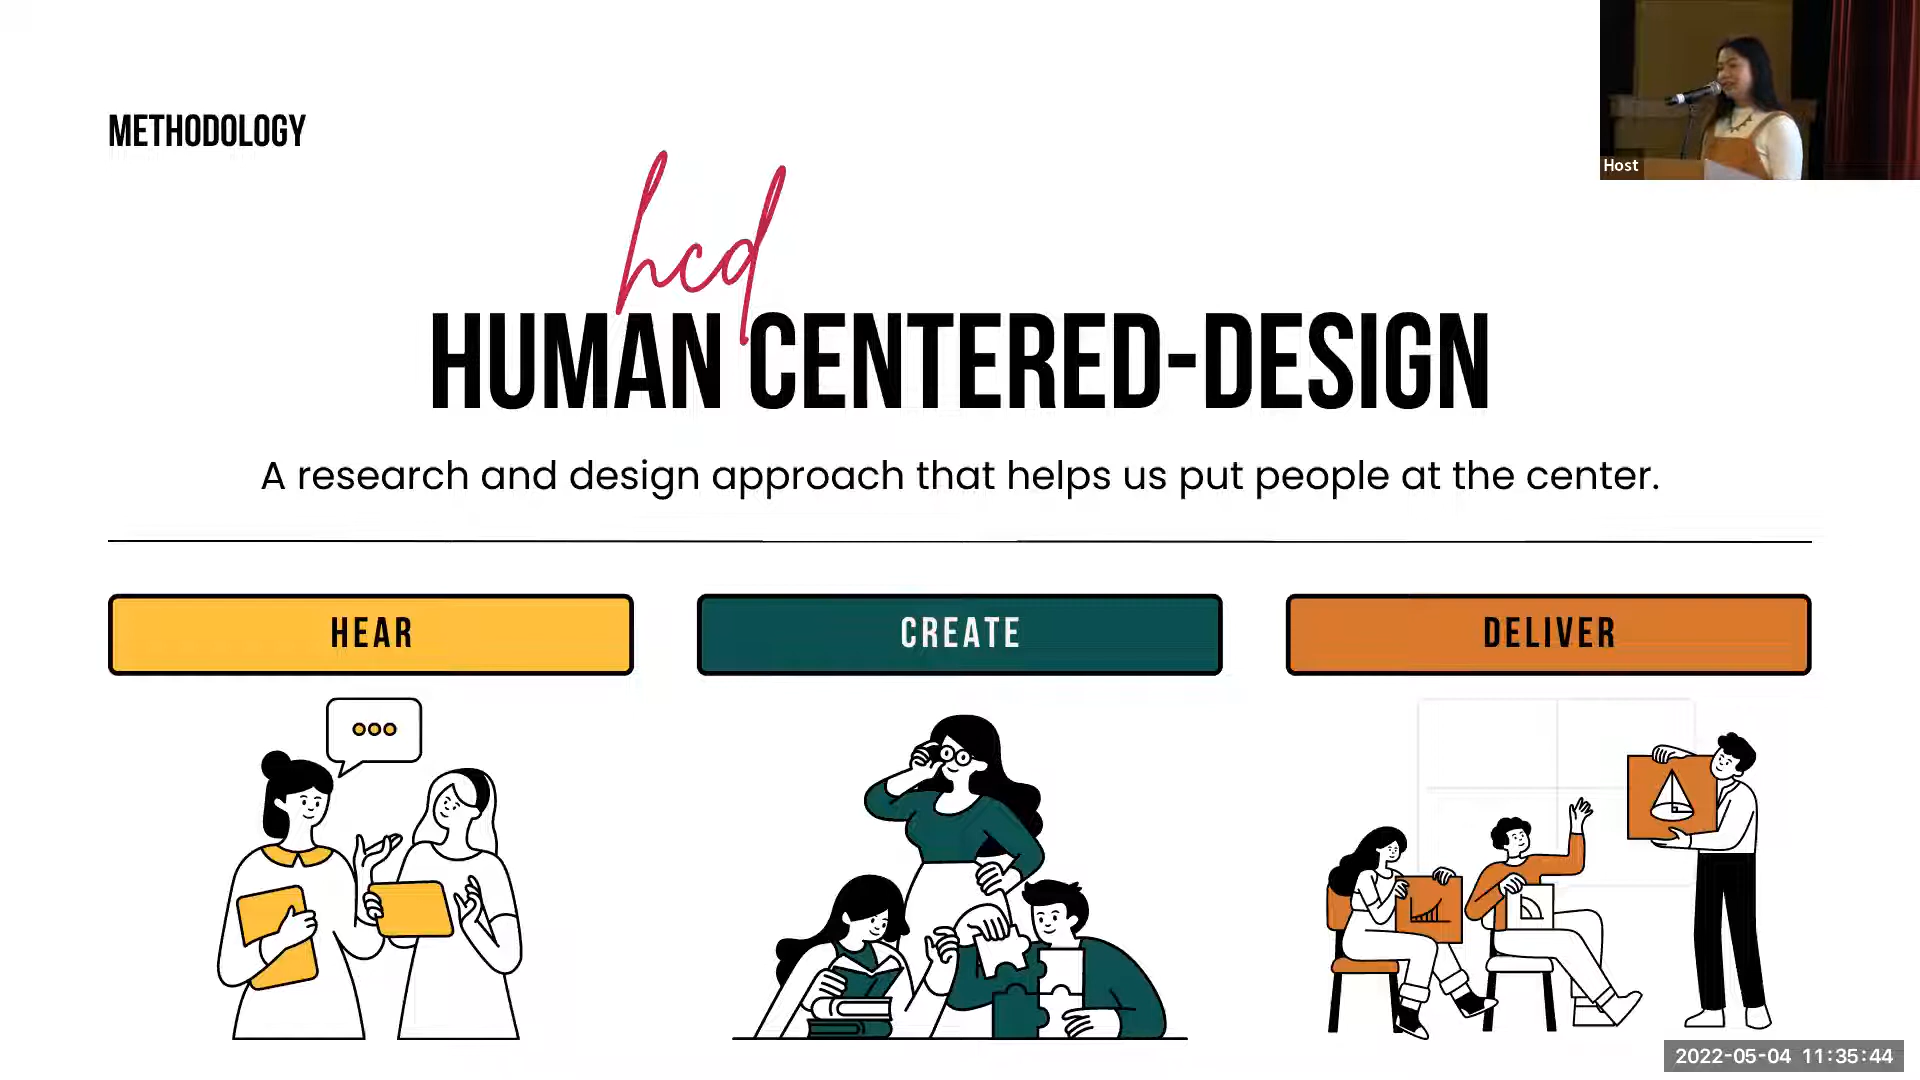 METHODOLOGY
Host
hcd
HUMAN CENTERED-DESIGN
A research and design approach that helps us put people at the center.
HEAR
CREATE
DELIVER
2022-05-04 11:35:44